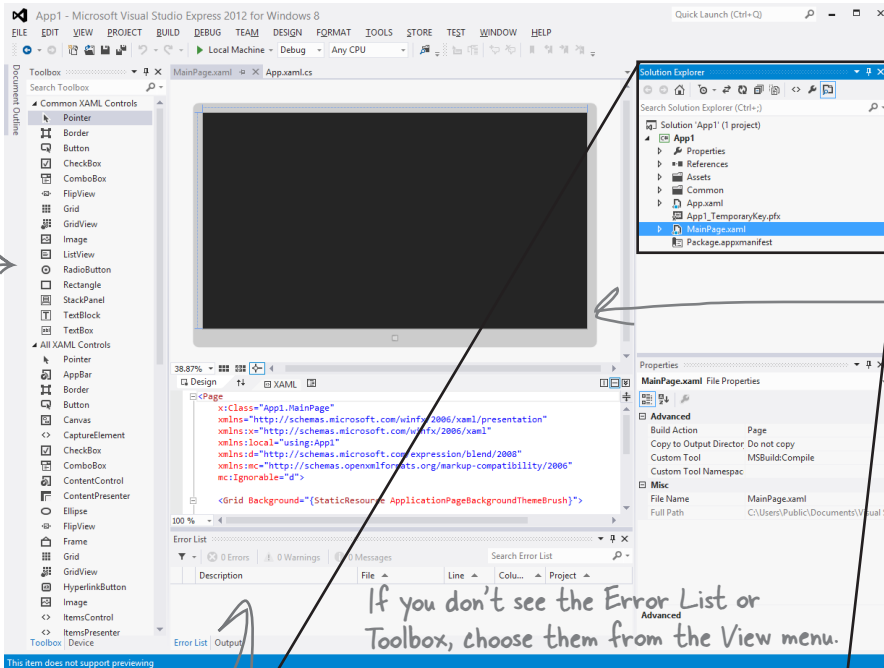 App1 - Microsoft Visual Studio Express 2012 for Windows 8
Quick Launch (Ctrl+Q)
FILE EDIT VIEW PROJECT BUILD DEBUG TEAM DESIGN FORMAT TOOLS STORE TEST WINDOW HELP
Local Machine Debug Any CPU
Document Outline
Toolbox
Search Toolbox
Common XAML Controls
Pointer
Border
Button
CheckBox
ComboBox
FlipView
Grid
GridView
Image
ListView
RadioButton
Rectangle
StackPanel
TextBlock
TextBox
All XAML Controls
Pointer
AppBar
Border
Button
Canvas
CaptureElement
CheckBox
ComboBox
ContentControl
ContentPresenter
Ellipse
FlipView
Frame
Grid
GridView
HyperlinkButton
Image
ItemsControl
ItemsPresenter
Toolbox Device
MainPage.xaml App.xaml.cs
38.87%
Design XAML
<Page
x:Class="App1.MainPage"
xmlns="http://schemas.microsoft.com/winfx/2006/xaml/presentation"
xmlns:x="http://schemas.microsoft.com/winfx/2006/xaml"
xmlns:local="using:App1"
xmlns:d="http://schemas.microsoft.com/expression/blend/2008"
xmlns:mc="http://schemas.openxmlformats.org/markup-compatibility/2006"
mc:Ignorable="d">
<Grid Background="{StaticResource ApplicationPageBackgroundThemeBrush}">
100 %
Error List
0 Errors 0 Warnings 0 Messages
Search Error List
Description File Line Colu... Project
Error List Output
Solution Explorer
Search Solution Explorer (Ctrl+;)
Solution 'App1' (1 project)
App1
Properties
References
Assets
Common
App.xaml
App1_TemporaryKey.pfx
MainPage.xaml
Package.appxmanifest
Properties
MainPage.xaml File Properties
Advanced
Build Action Page
Copy to Output Director Do not copy
Custom Tool MSBuild:Compile
Custom Tool Namespac
Misc
File Name MainPage.xaml
Full Path C:\Users\Public\Documents\Visual S
Advanced
If you don't see the Error List or
Toolbox, choose them from the View menu.
This item does not support previewing